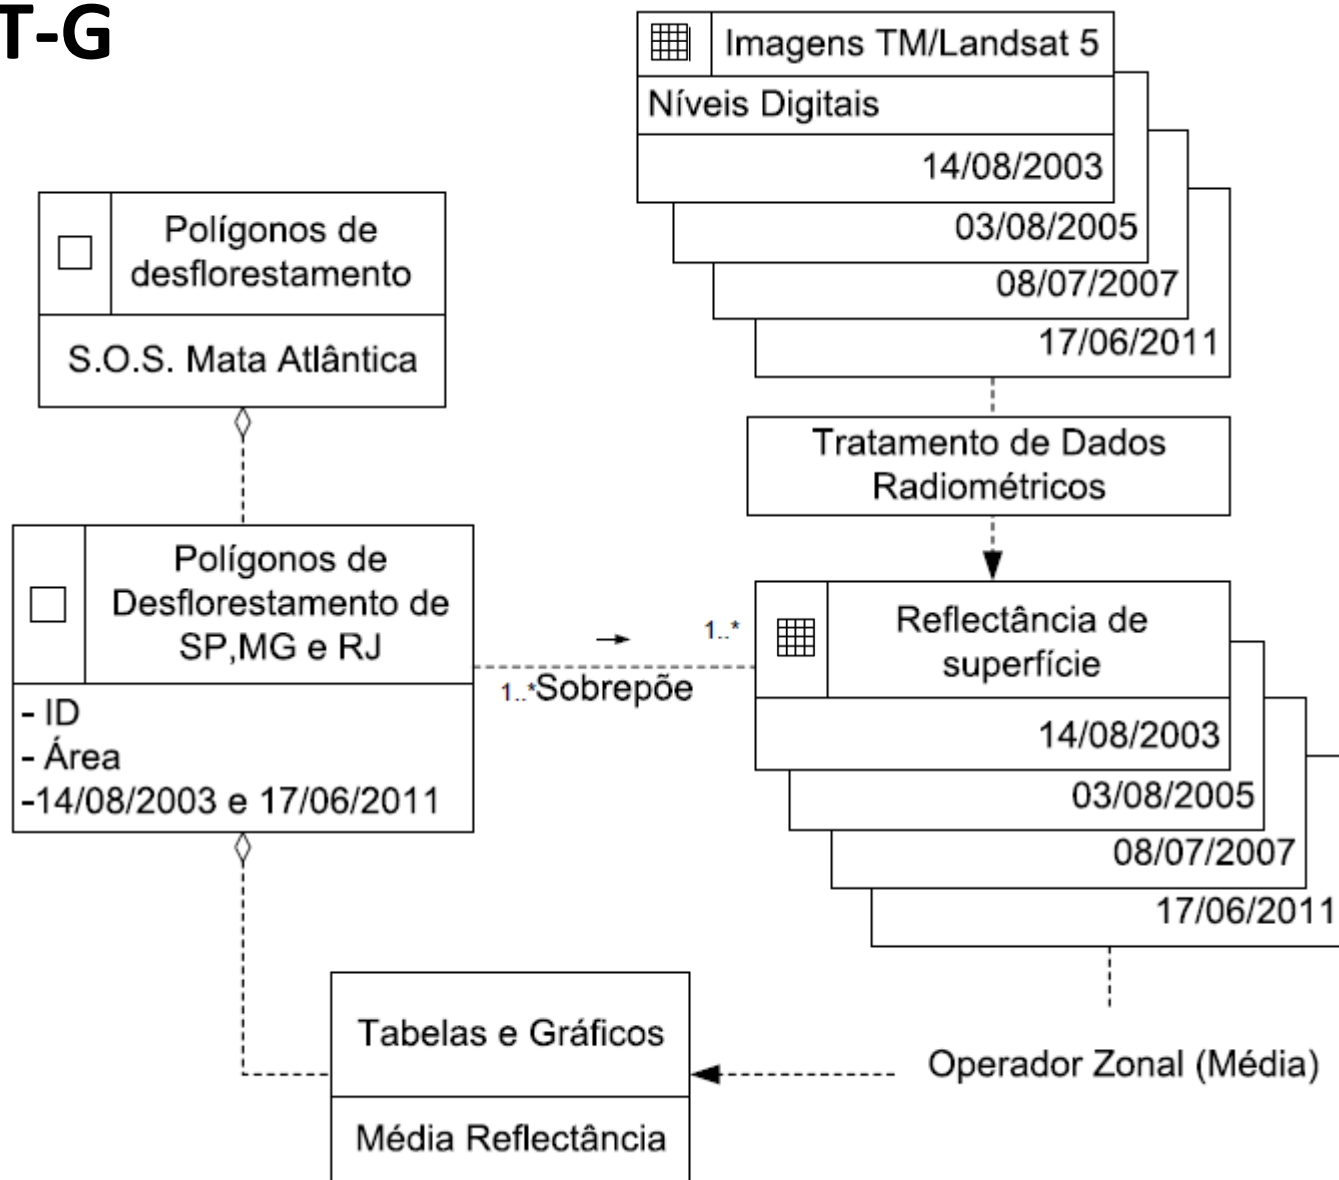 T-G
Imagens TM/Landsat 5
Níveis Digitais
14/08/2003
03/08/2005
08/07/2007
17/06/2011
Polígonos de
desflorestamento
S.O.S. Mata Atlântica
Tratamento de Dados
Radiométricos
Polígonos de
Desflorestamento de
SP,MG e RJ
- ID
- Área
-14/08/2003 e 17/06/2011
1..*
1..*Sobrepõe
Reflectância de
superfície
14/08/2003
03/08/2005
08/07/2007
17/06/2011
Tabelas e Gráficos
Média Reflectância
Operador Zonal (Média)